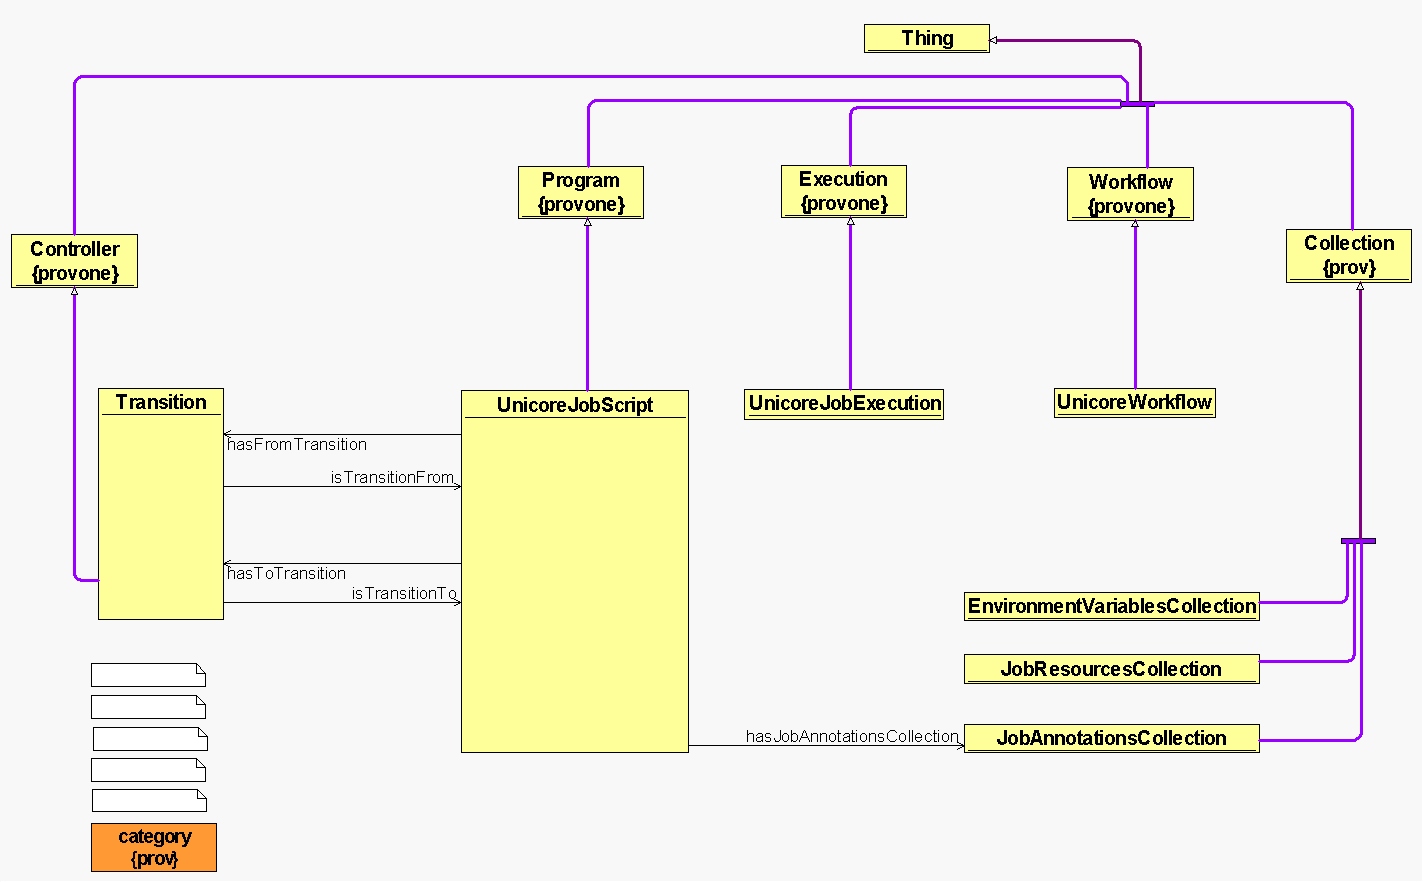 Thing
Program
{provone}
Execution
{provone}
Workflow
{provone}
Controller
{provone}
Collection
{prov}
Transition
UnicoreJobScript
UnicoreJobExecution
UnicoreWorkflow
hasFromTransition
isTransitionFrom
hasToTransition
isTransitionTo
EnvironmentVariablesCollection
JobResourcesCollection
hasJobAnnotationsCollection
JobAnnotationsCollection
category
{prov}